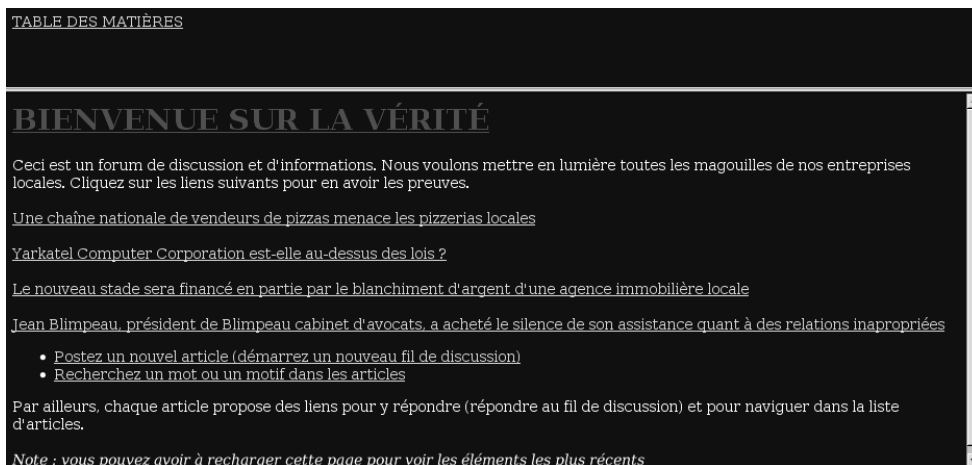 TABLE DES MATIÈRES
BIENVENUE SUR LA VÉRITÉ
Ceci est un forum de discussion et d'informations. Nous voulons mettre en lumière toutes les magouilles de nos entreprises
locales. Cliquez sur les liens suivants pour en avoir les preuves.
Une chaîne nationale de vendeurs de pizzas menace les pizzerias locales
Yarkatel Computer Corporation est-elle au-dessus des lois ?
Le nouveau stade sera financé en partie par le blanchiment d'argent d'une agence immobilière locale
Jean Blimpeau, président de Blimpeau cabinet d'avocats, a acheté le silence de son assistance quant à des relations inapropriées
Postez un nouvel article (démarrez un nouveau fil de discussion)
Recherchez un mot ou un motif dans les articles
Par ailleurs, chaque article propose des liens pour y répondre (répondre au fil de discussion) et pour naviguer dans la liste
d'articles.
Note : vous pouvez avoir à recharger cette page pour voir les éléments les plus récents